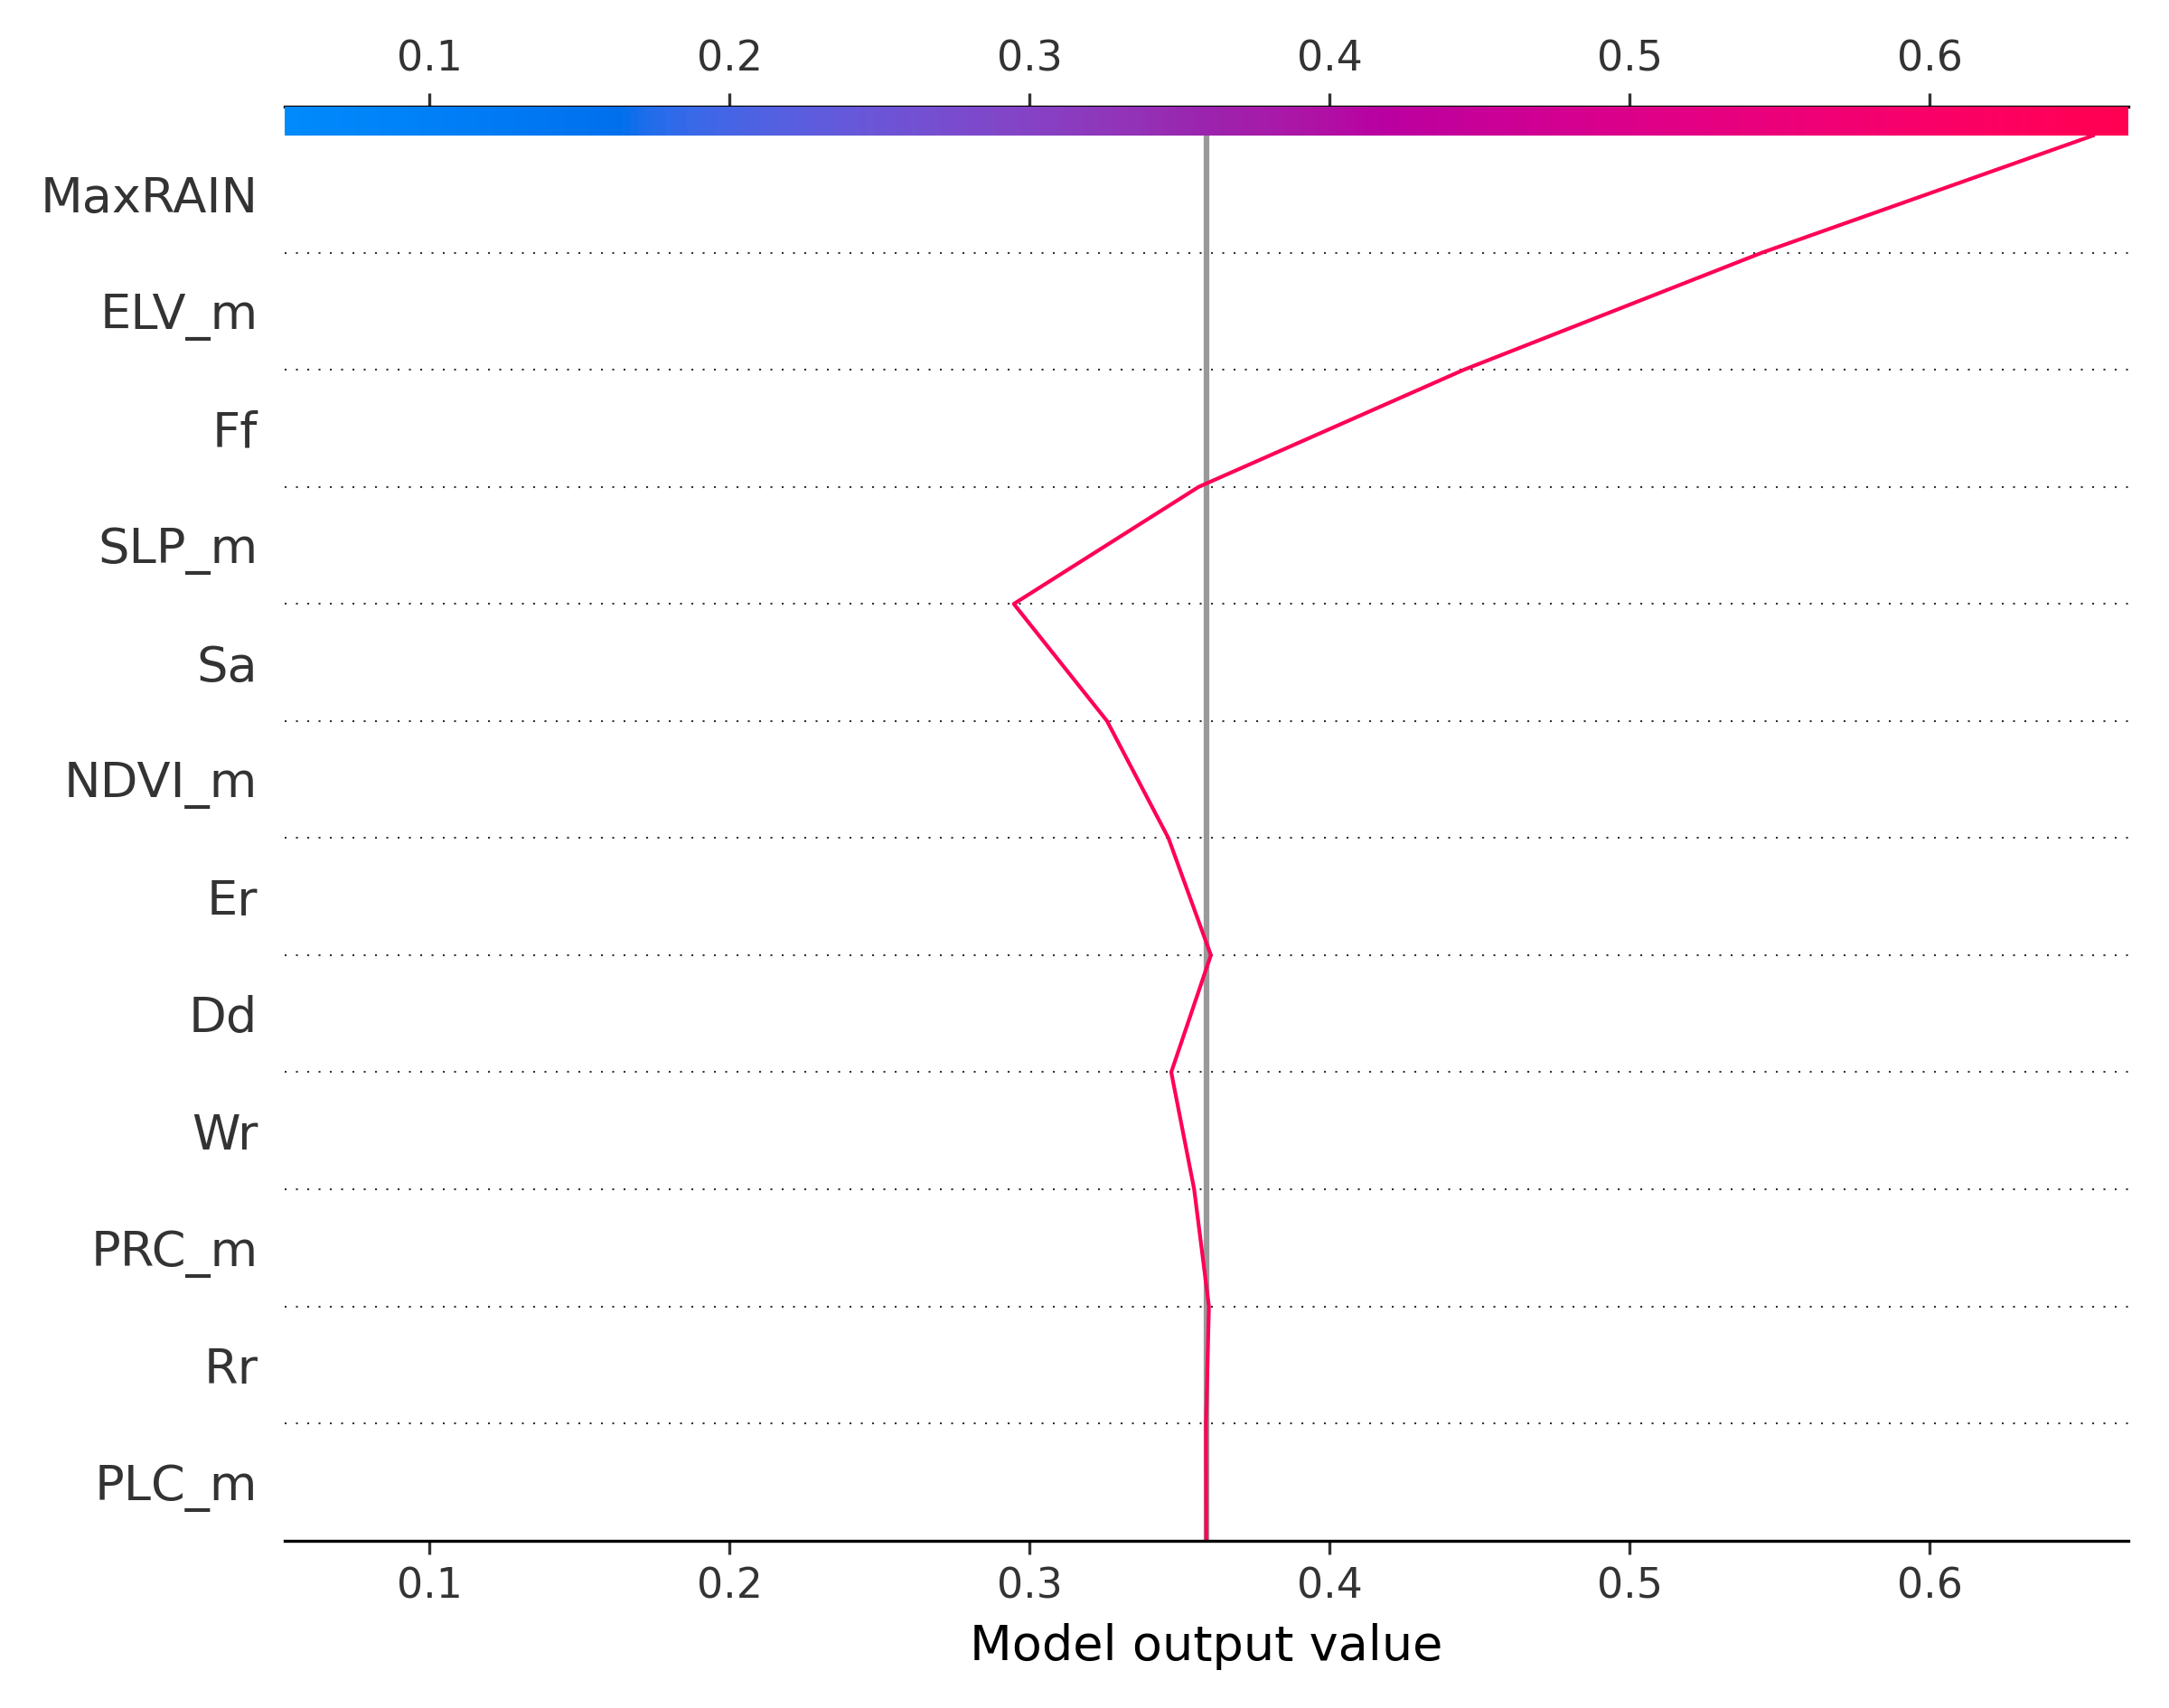 0.1 0.2 0.3 0.4 0.5 0.6
MaxRAIN
ELV_m
Ff
SLP_m
Sa
NDVI_m
Er
Dd
Wr
PRC_m
Rr
PLC_m
0.1 0.2 0.3 0.4 0.5 0.6
Model output value